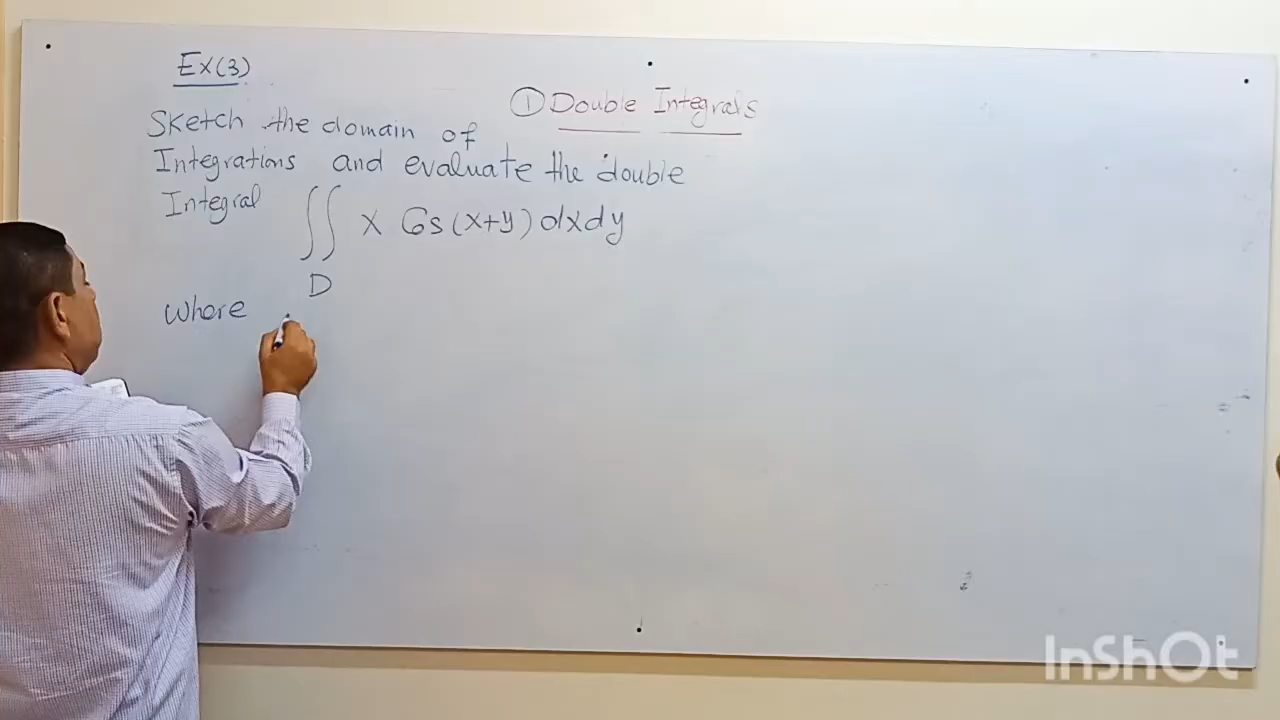 Ex(3)
① Double Integrals
Sketch the domain of
Integrations and evaluate the double
Integral ∬ x Cos(x+y) dxdy
D
where
InShOt